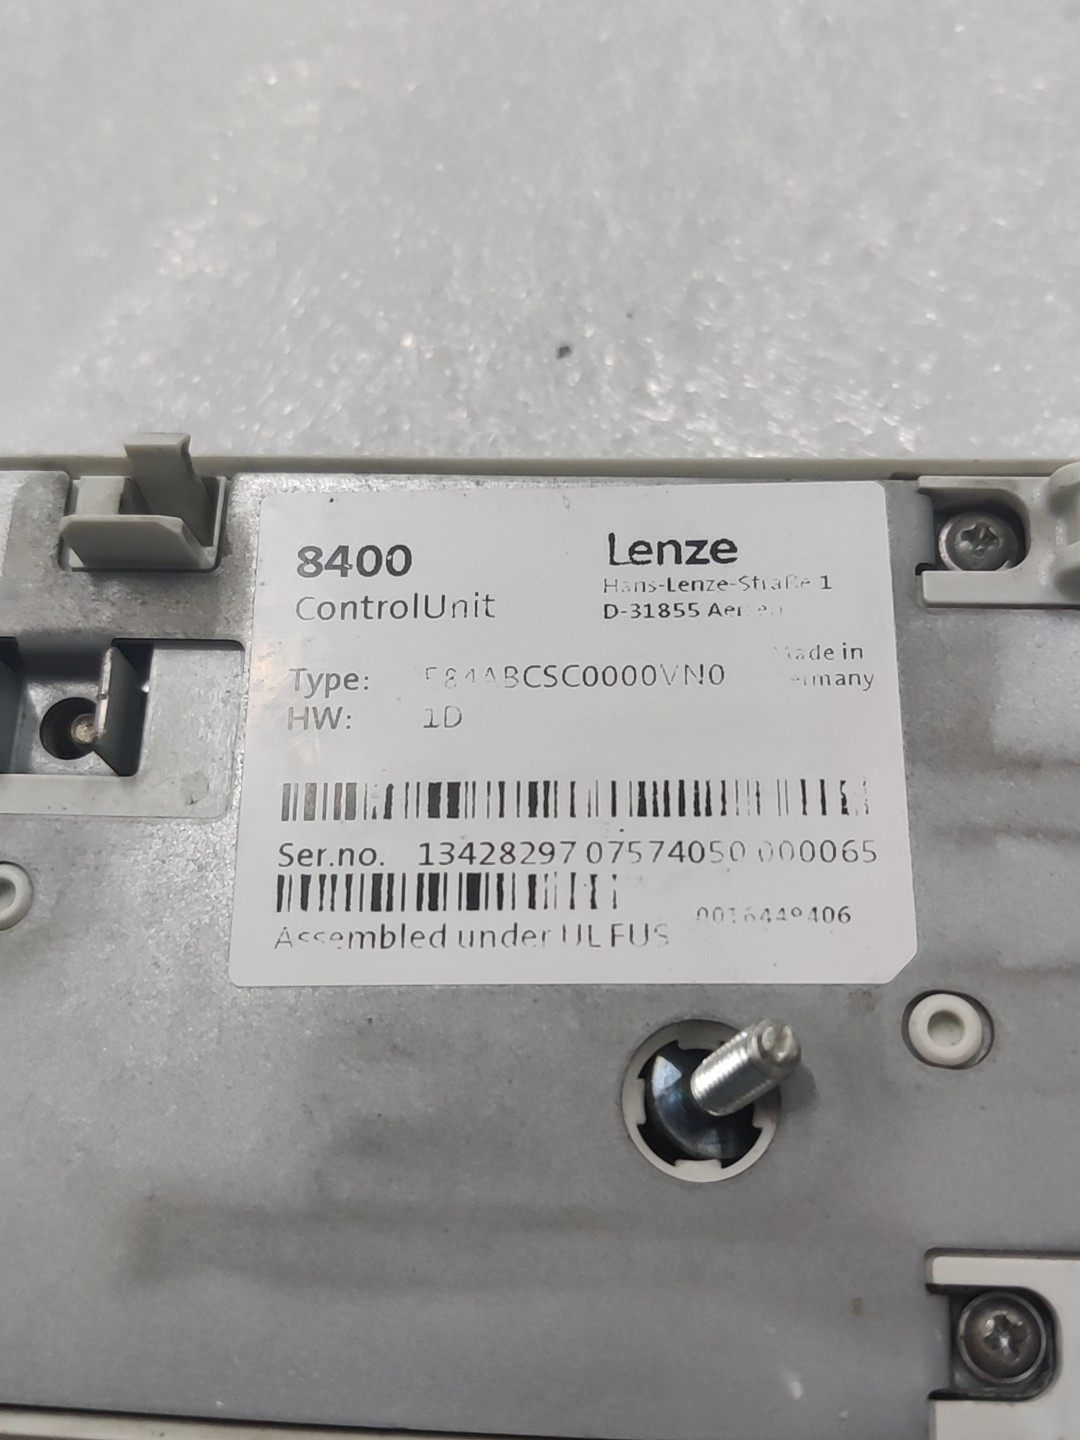 8400
ControlUnit
Lenze
Hans-Lenze-Straße 1
D-31855
Made in
Germany
Type: E84ABCSC0000VN0
HW: 1D
Ser.no. 13428297 07574050 000065
Assembled under UL FUS